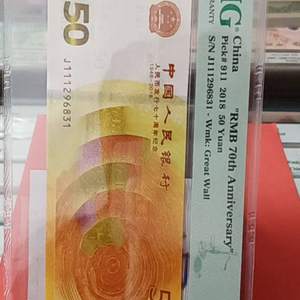 50
J111296831
中国人民银行
人民币发行七十周年纪念
1948-2018
MG
China
Pick# 911 2018 50 Yuan
S/N J111296831 - Wmk: Great Wall
"RMB 70th Anniversary"